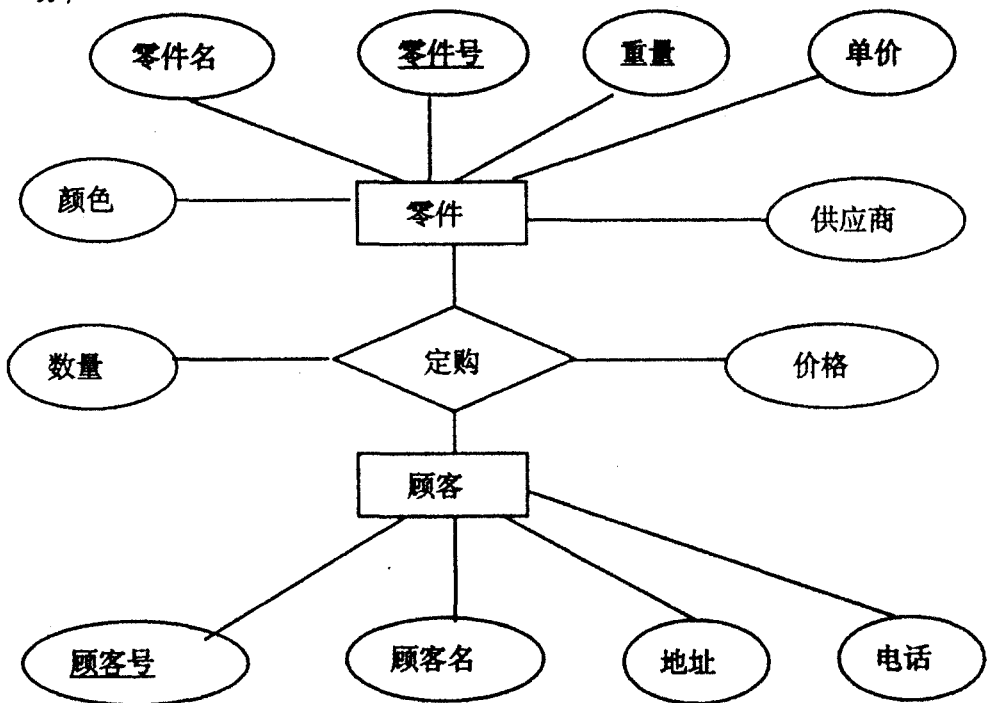 零件名 零件号 重量 单价
颜色 零件 供应商
数量 定购 价格
顾客
顾客号 顾客名 地址 电话